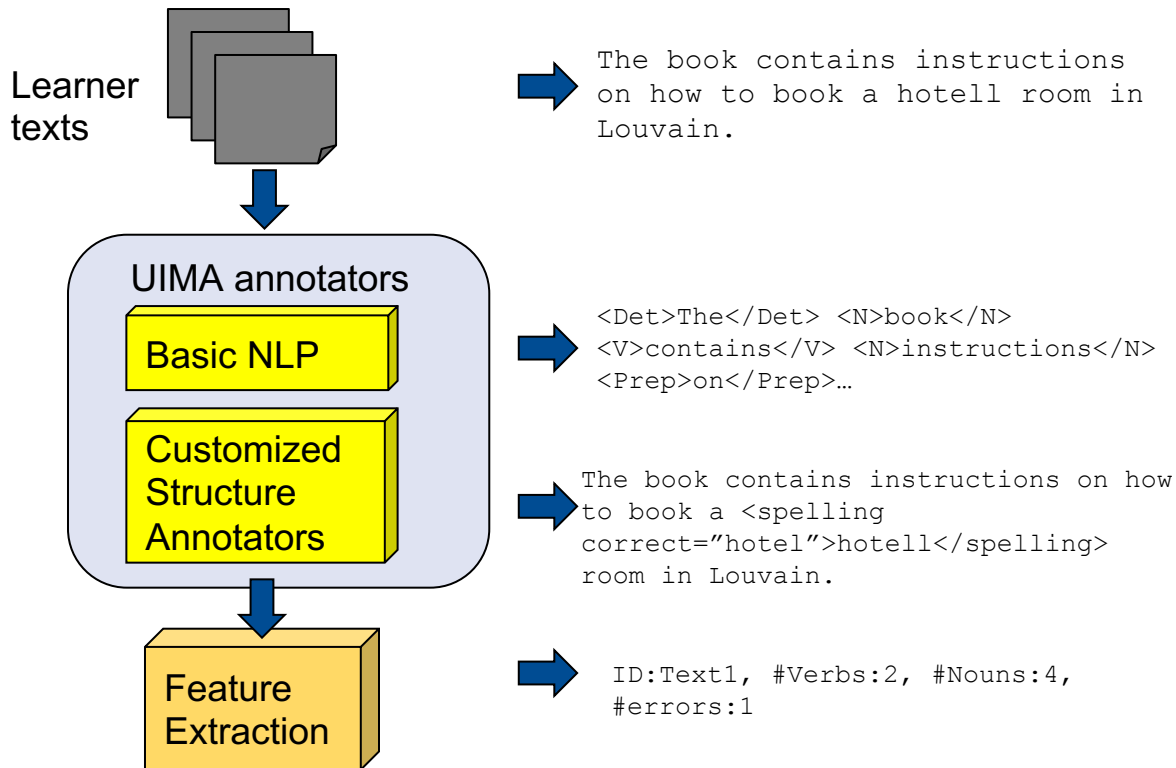 Learner
texts
The book contains instructions
on how to book a hotell room in
Louvain.
UIMA annotators
Basic NLP
<Det>The</Det> <N>book</N>
<V>contains</V> <N>instructions</N>
<Prep>on</Prep>…
Customized
Structure
Annotators
The book contains instructions on how
to book a <spelling
correct=”hotel”>hotell</spelling>
room in Louvain.
Feature
Extraction
ID:Text1, #Verbs:2, #Nouns:4,
#errors:1